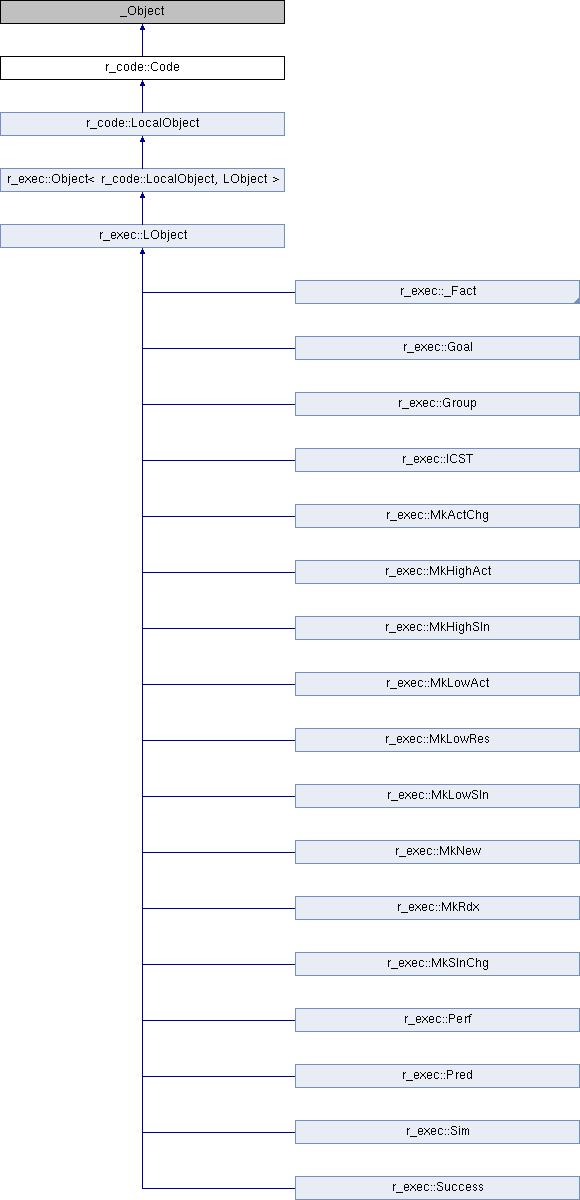 _Object
r_code::Code
r_code::LocalObject
r_exec::Object< r_code::LocalObject, LObject >
r_exec::LObject
r_exec::_Fact
r_exec::Goal
r_exec::Group
r_exec::ICST
r_exec::MkActChg
r_exec::MkHighAct
r_exec::MkHighSln
r_exec::MkLowAct
r_exec::MkLowRes
r_exec::MkLowSln
r_exec::MkNew
r_exec::MkRdx
r_exec::MkSlnChg
r_exec::Perf
r_exec::Pred
r_exec::Sim
r_exec::Success